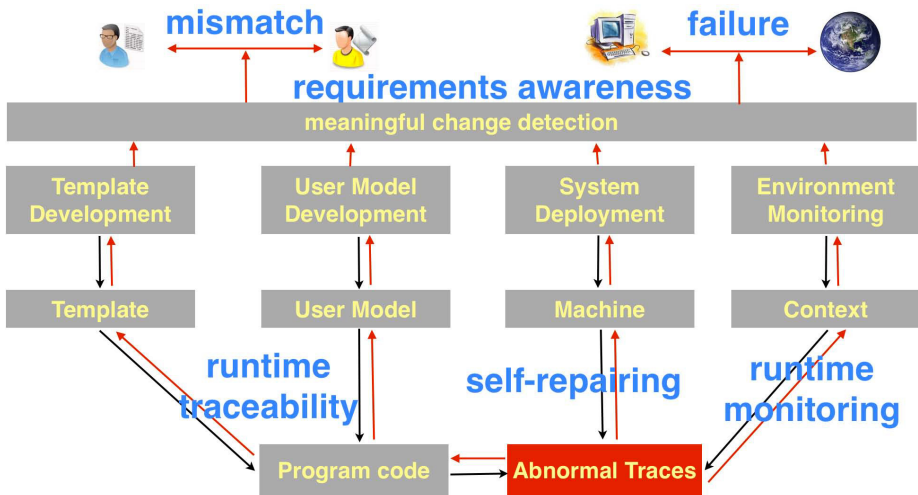 mismatch
failure
requirements awareness
meaningful change detection
Template
Development
User Model
Development
System
Deployment
Environment
Monitoring
Template
User Model
Machine
Context
runtime
traceability
self-repairing
runtime
monitoring
Program code
Abnormal Traces